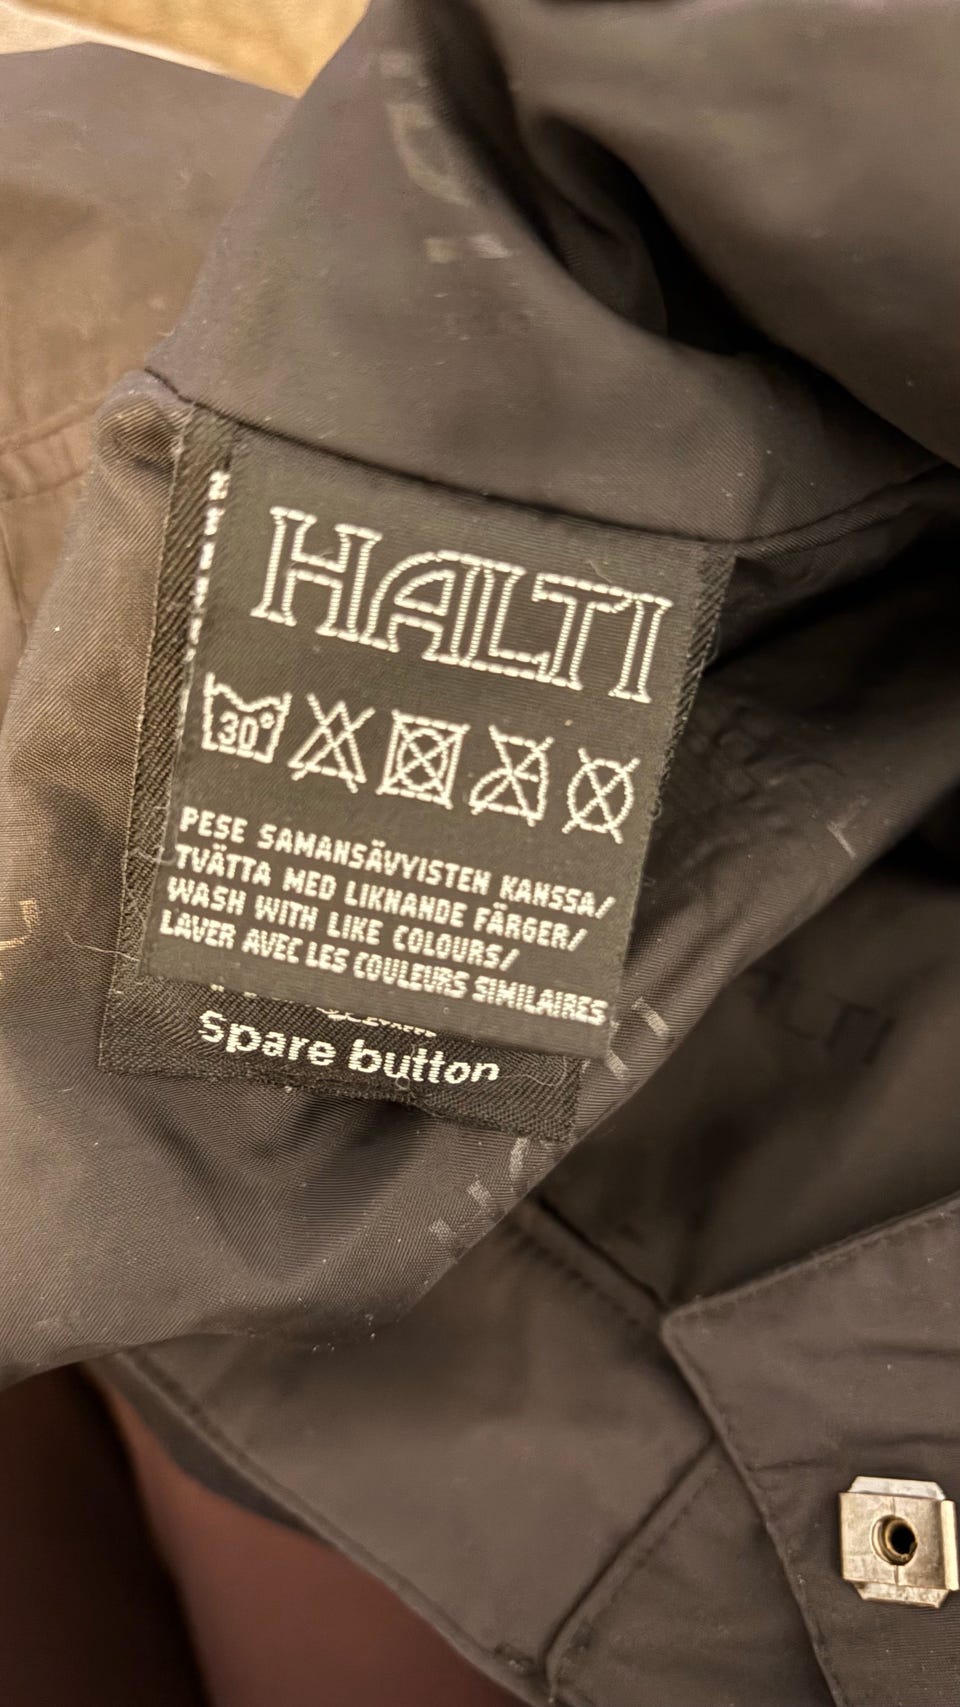 HALTI
30°
PESE SAMANSÄVYISTEN KANSSA/
TVÄTTA MED LIKNANDE FÄRGER/
WASH WITH LIKE COLOURS/
LAVER AVEC LES COULEURS SIMILAIRES
Spare button